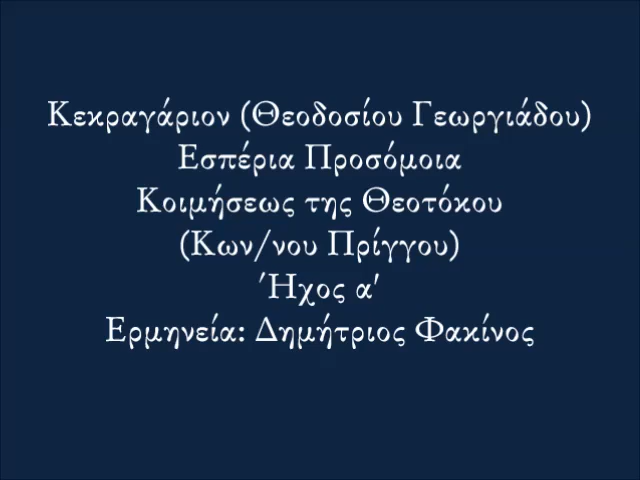 Κεκραγάριον (Θεοδοσίου Γεωργιάδου)
Εσπέρια Προσόμοια
Κοιμήσεως της Θεοτόκου
(Κων/νου Πρίγγου)
Ήχος α'
Ερμηνεία: Δημήτριος Φακίνος